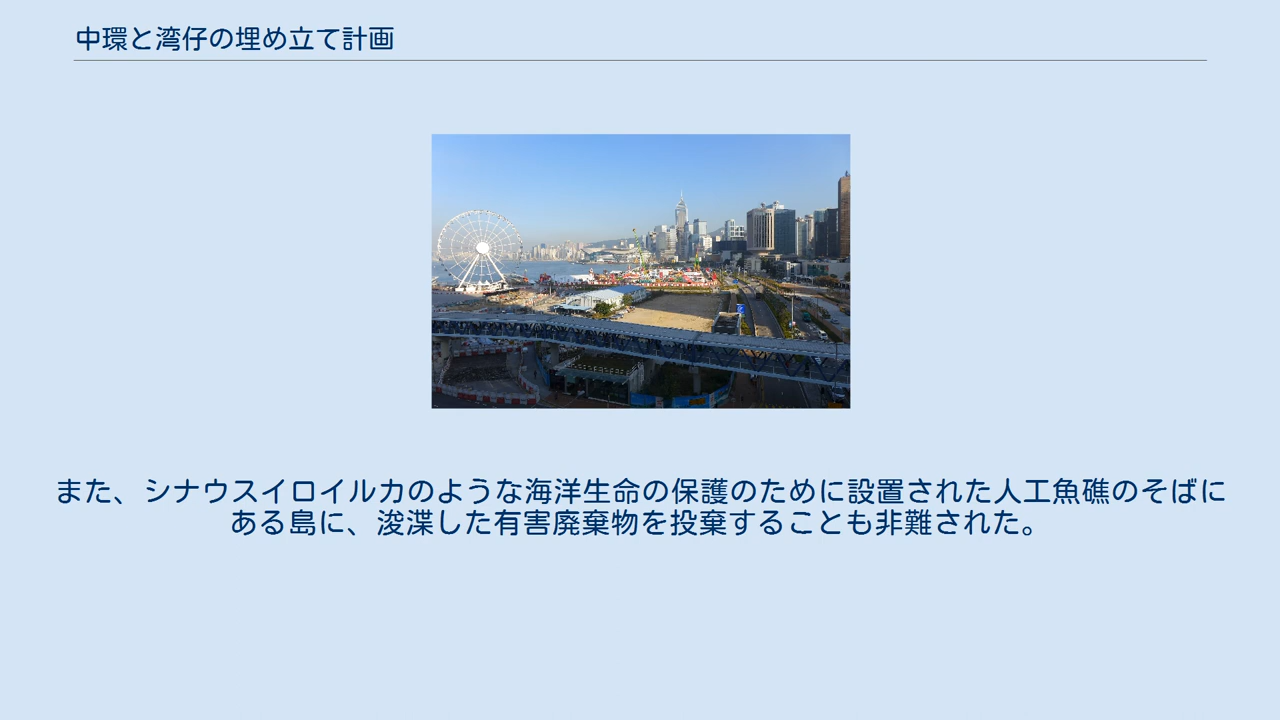 中環と湾仔の埋め立て計画
また、シナウスイロイルカのような海洋生命の保護のために設置された人工魚礁のそばに
ある島に、浚渫した有害廃棄物を投棄することも非難された。